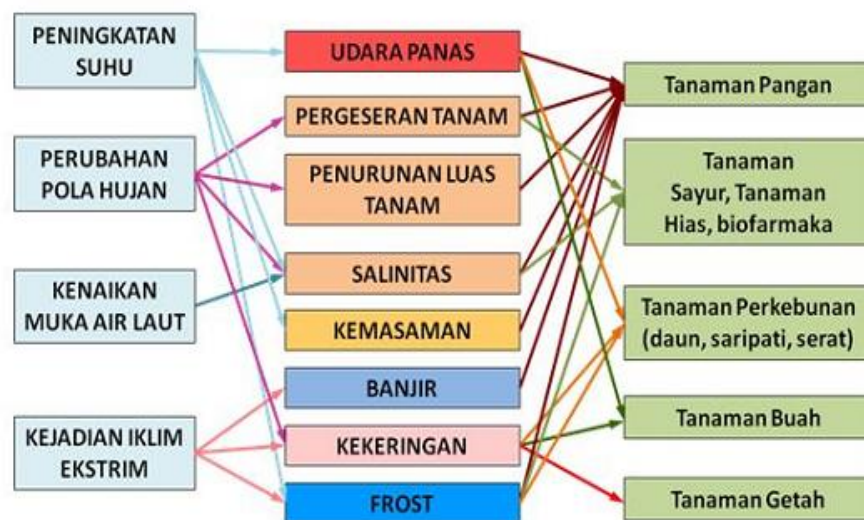 PENINGKATAN
SUHU
PERUBAHAN
POLA HUJAN
KENAIKAN
MUKA AIR LAUT
KEJADIAN IKLIM
EKSTRIM
UDARA PANAS
PERGESERAN TANAM
PENURUNAN LUAS
TANAM
SALINITAS
KEMASAMAN
BANJIR
KEKERINGAN
FROST
Tanaman Pangan
Tanaman
Sayur, Tanaman
Hias, biofarmaka
Tanaman Perkebunan
(daun, saripati, serat)
Tanaman Buah
Tanaman Getah